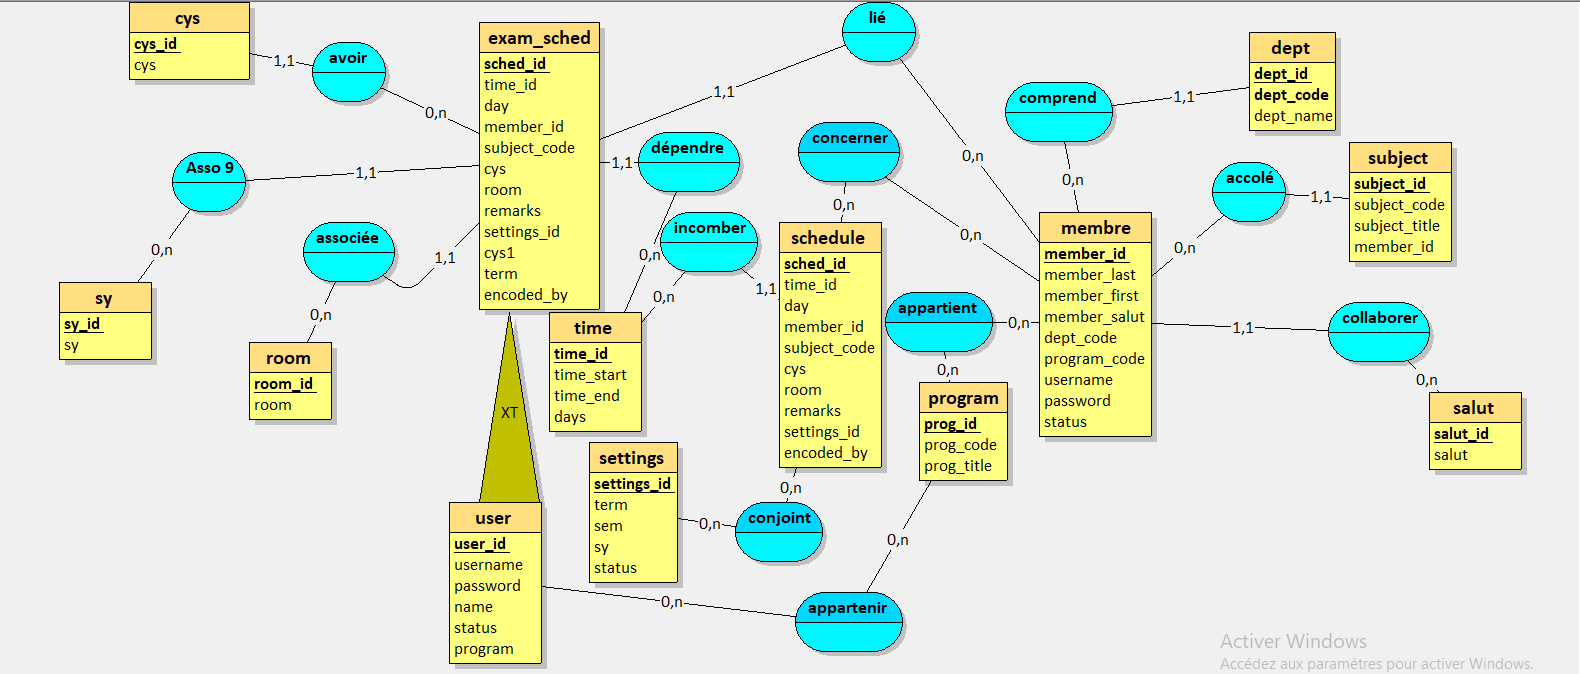 cys
cys_id
cys
1,1
avoir
0,n
exam_sched
sched_id
time_id
day
member_id
subject_code
cys
room
remarks
settings_id
cys1
term
encoded_by
lié
1,1
0,n
dept
dept_id
dept_code
dept_name
comprend
1,1
0,n
concerner
0,n
0,n
dépendre
1,1
0,n
Asso 9
1,1
0,n
subject
subject_id
subject_code
subject_title
member_id
accolé
1,1
0,n
associée
1,1
0,n
incomber
1,1
0,n
schedule
sched_id
time_id
day
member_id
subject_code
cys
room
remarks
settings_id
encoded_by
membre
member_id
member_last
member_first
member_salut
dept_code
program_code
username
password
status
sy
sy_id
sy
appartient
0,n
0,n
collaborer
1,1
0,n
room
room_id
room
time
time_id
time_start
time_end
days
XT
program
prog_id
prog_code
prog_title
salut
salut_id
salut
settings
settings_id
term
sem
sy
status
0,n
conjoint
0,n
user
user_id
username
password
name
status
program
0,n
appartenir
0,n
Activer Windows
Accédez aux paramètres pour activer Windows.